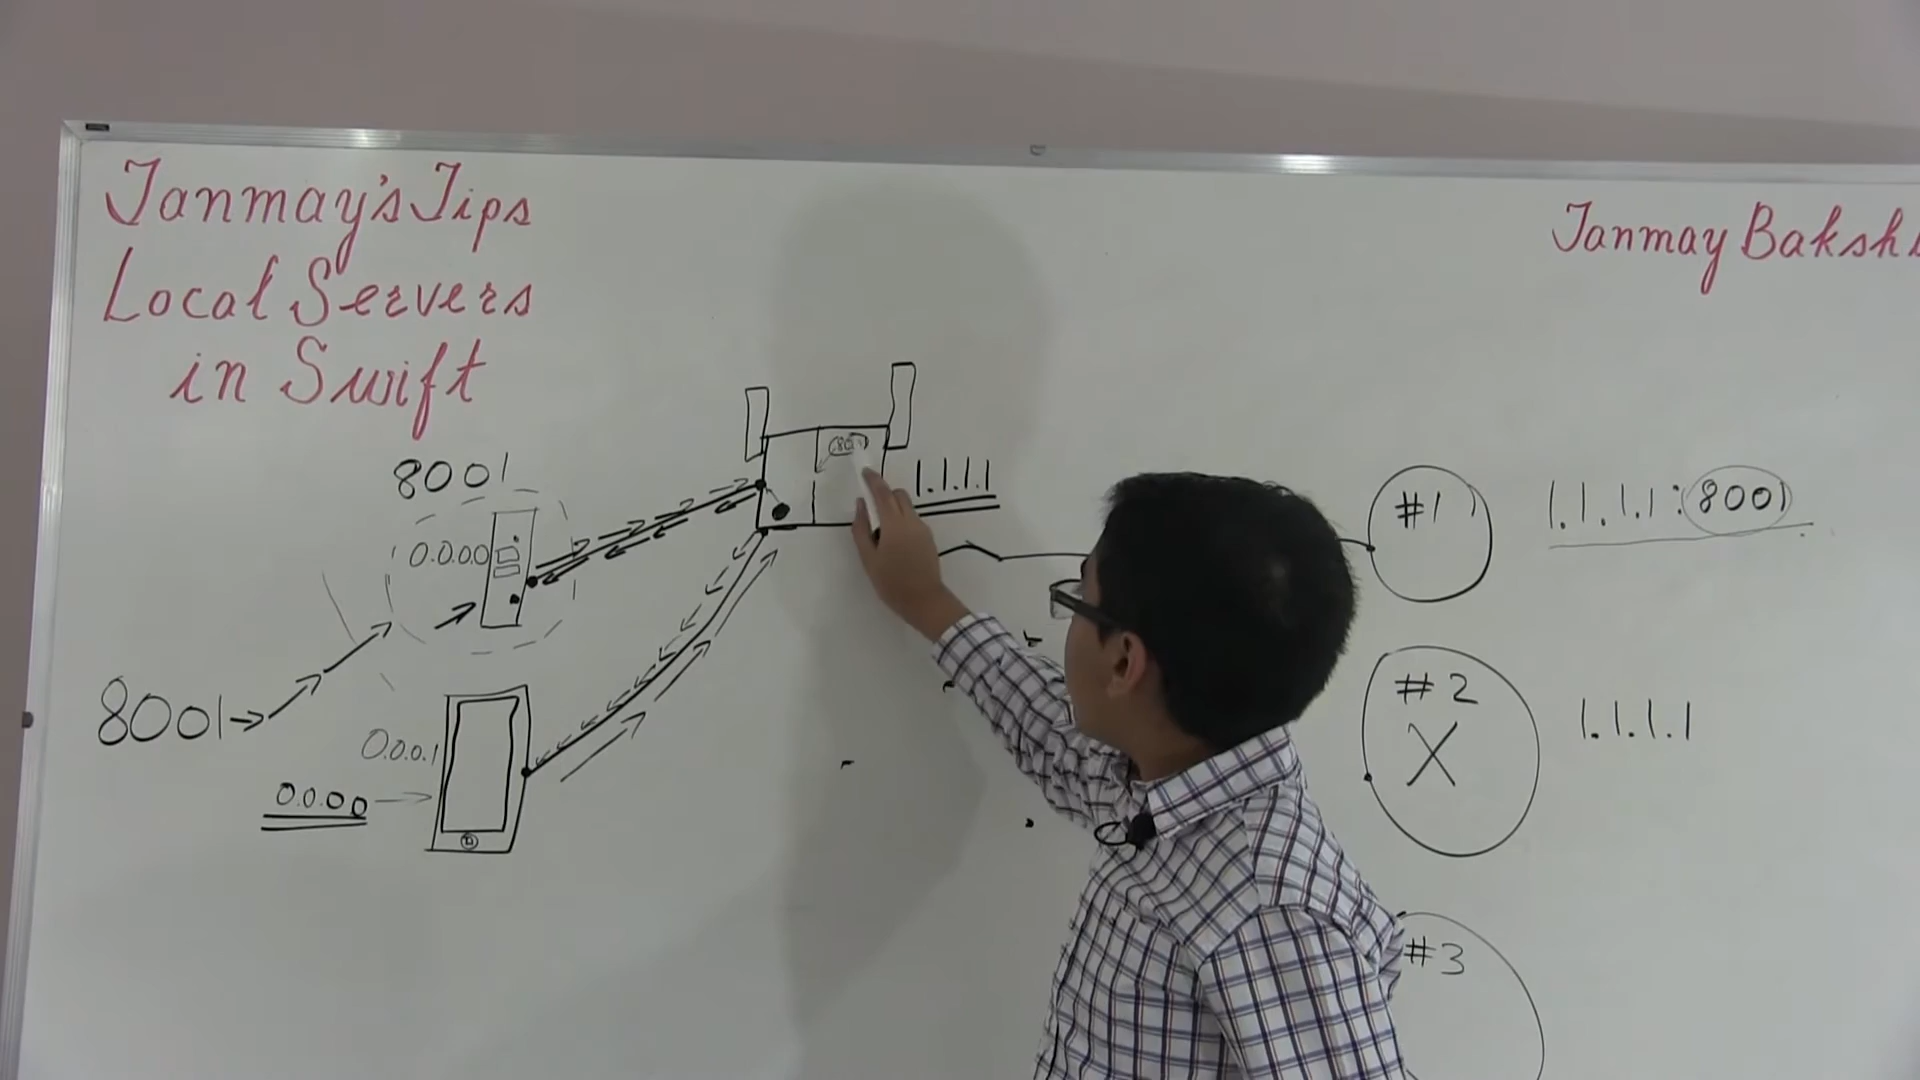 Tanmay's Tips
Local Servers
in Swift
Tanmay Bakshi
8001
0.0.0.0
8001
0.0.0.1
0.0.0.0
8001
1.1.1.1
#1
1.1.1.1:8001
#2
X
1.1.1.1
#3